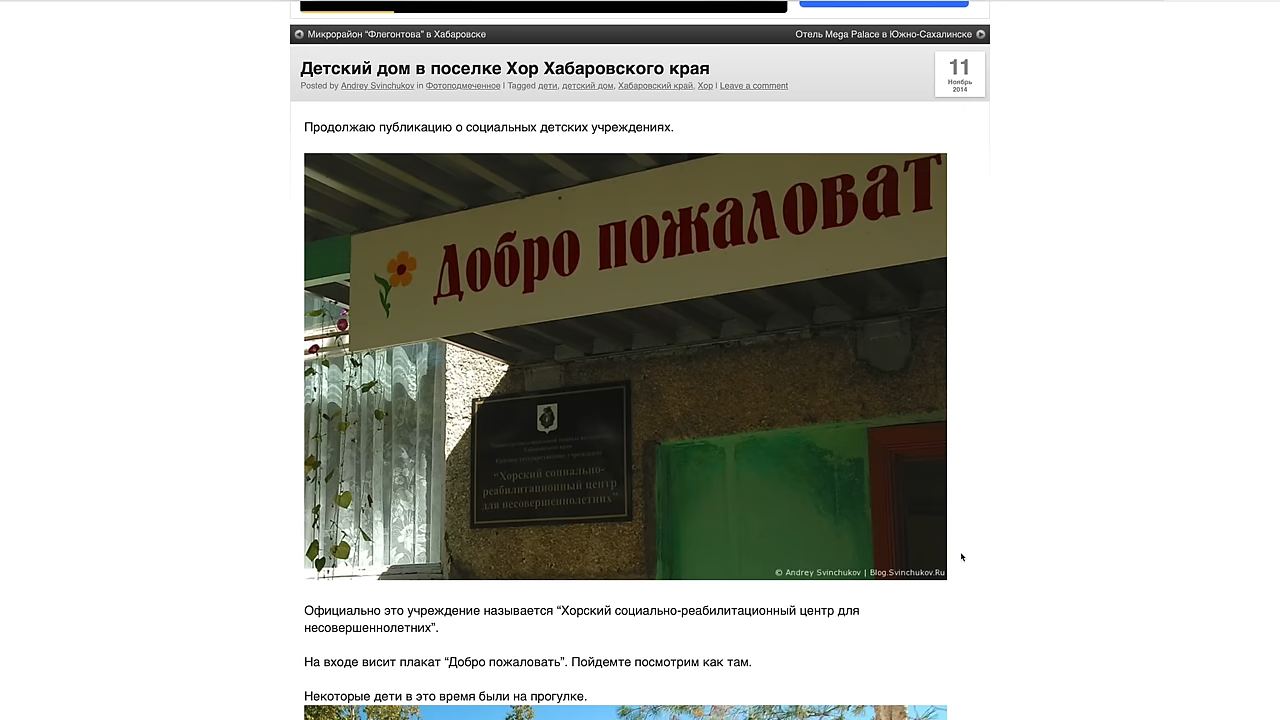 Микрорайон “Флегонтова” в Хабаровске
Отель Mega Palace в Южно-Сахалинске
Детский дом в поселке Хор Хабаровского края
Posted by Andrey Svinchukov in Фотоподмеченное | Tagged дети, детский дом, Хабаровский край, Хор | Leave a comment
11
Ноябрь
2014
Продолжаю публикацию о социальных детских учреждениях.
Добро пожаловат
“Хорский социально-
реабилитационный центр
для несовершеннолетних”
© Andrey Svinchukov | Blog.Svinchukov.Ru
Официально это учреждение называется “Хорский социально-реабилитационный центр для
несовершеннолетних”.
На входе висит плакат “Добро пожаловать”. Пойдемте посмотрим как там.
Некоторые дети в это время были на прогулке.